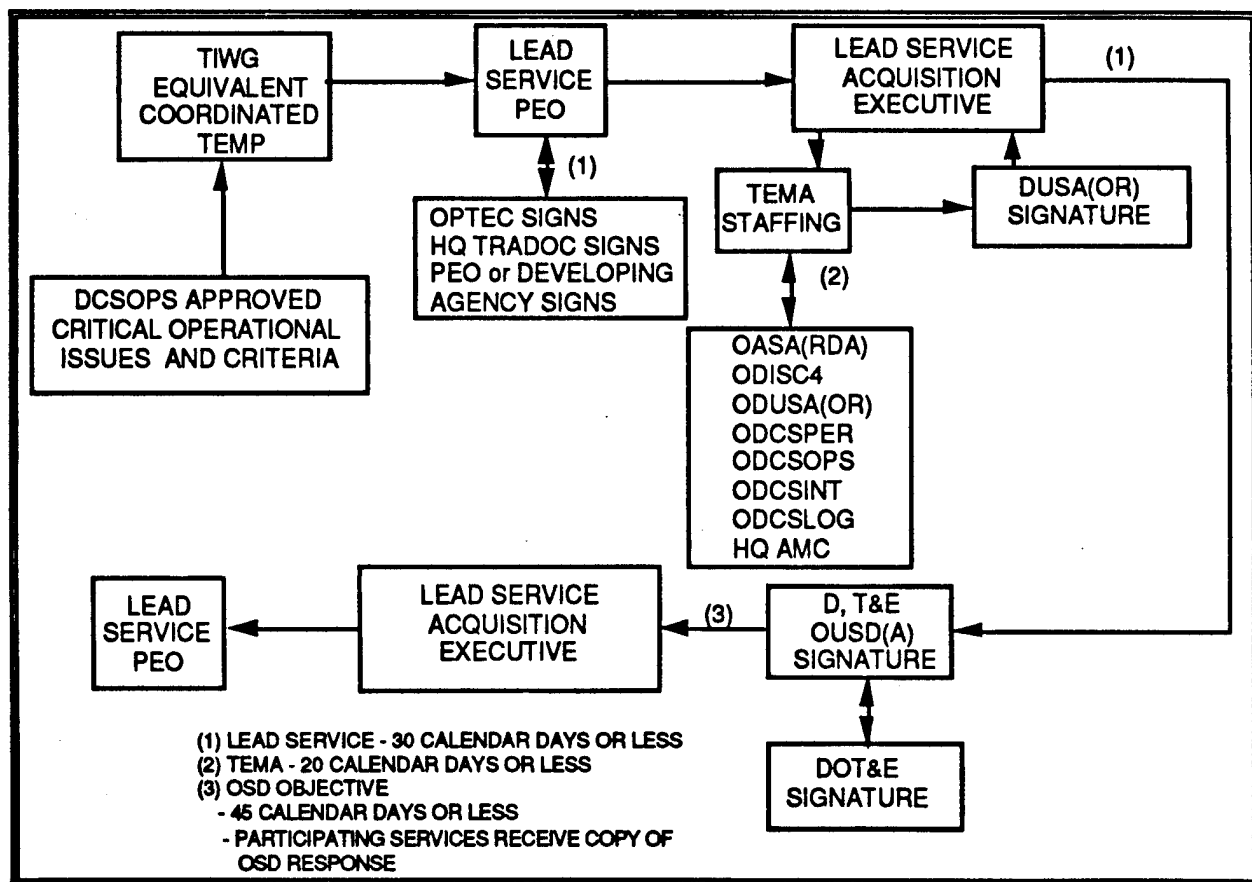 TIWG
EQUIVALENT
COORDINATED
TEMP
LEAD
SERVICE
PEO
LEAD SERVICE
ACQUISITION
EXECUTIVE
(1)
(1)
OPTEC SIGNS
HQ TRADOC SIGNS
PEO or DEVELOPING
AGENCY SIGNS
TEMA
STAFFING
DUSA(OR)
SIGNATURE
(2)
DCSOPS APPROVED
CRITICAL OPERATIONAL
ISSUES AND CRITERIA
OASA(RDA)
ODISC4
ODUSA(OR)
ODCSPER
ODCSOPS
ODCSINT
ODCSLOG
HQ AMC
LEAD
SERVICE
PEO
LEAD SERVICE
ACQUISITION
EXECUTIVE
(3)
D, T&E
OUSD(A)
SIGNATURE
DOT&E
SIGNATURE
(1) LEAD SERVICE - 30 CALENDAR DAYS OR LESS
(2) TEMA - 20 CALENDAR DAYS OR LESS
(3) OSD OBJECTIVE
- 45 CALENDAR DAYS OR LESS
- PARTICIPATING SERVICES RECEIVE COPY OF
OSD RESPONSE